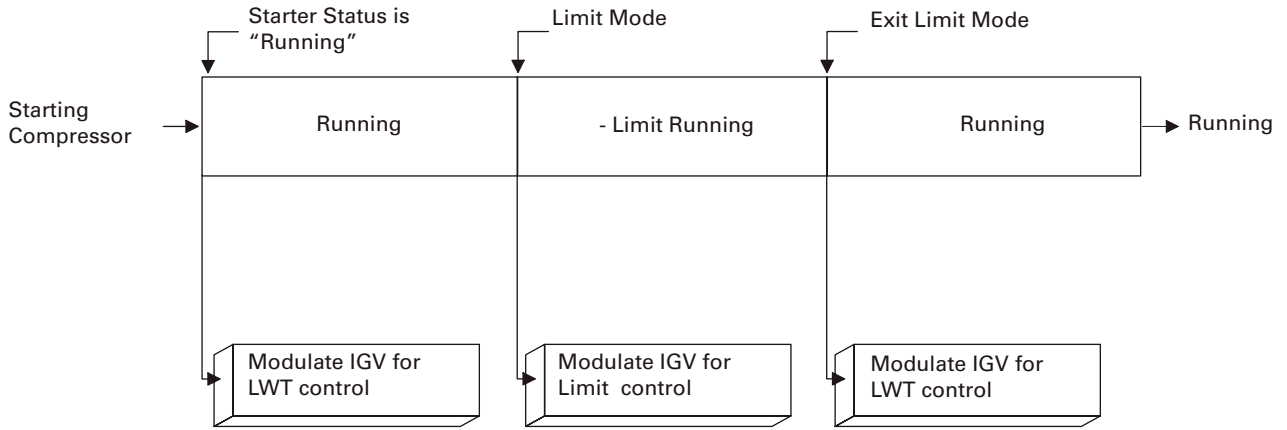 Starter Status is
“Running”
Limit Mode
Exit Limit Mode
Starting
Compressor
Running
- Limit Running
Running
Running
Modulate IGV for
LWT control
Modulate IGV for
Limit control
Modulate IGV for
LWT control